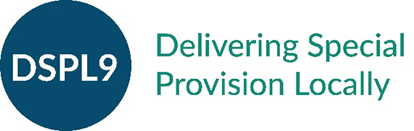 DSPL9
Delivering Special
Provision Locally